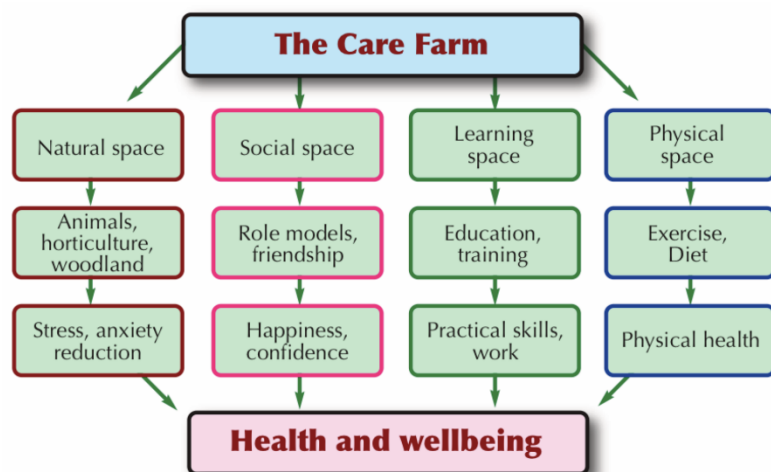 The Care Farm
Natural space
Social space
Learning
space
Physical
space
Animals,
horticulture,
woodland
Role models,
friendship
Education,
training
Exercise,
Diet
Stress, anxiety
reduction
Happiness,
confidence
Practical skills,
work
Physical health
Health and wellbeing